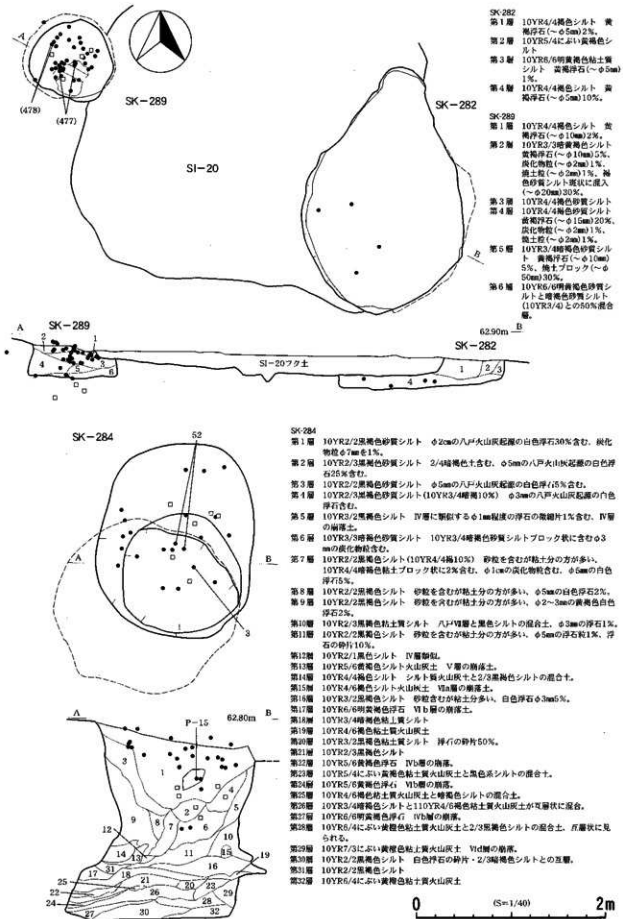 SK-282
第1層 10YR4/4褐色シルト 黄
褐浮石(~φ5mm)2%。
第2層 10YR5/4にぶい黄褐色シ
ルト
第3層 10YR6/6明黄褐色粘土質
シルト 黄褐浮石(~φ5mm)
1%。
第4層 10YR4/4褐色シルト 黄
褐浮石(~φ5mm)10%。
SK-289
第1層 10YR4/4褐色シルト 黄
褐浮石(~φ10mm)2%。
第2層 10YR3/3暗黄褐色シルト
黄褐浮石(~φ10mm)5%、
炭化物粒(~φ2mm)1%、
焼土粒(~φ2mm)1%、褐
色砂質シルト斑状に混入
(~φ20mm)30%。
第3層 10YR4/4褐色砂質シルト
第4層 10YR4/4褐色砂質シルト
黄褐浮石(~φ15mm)20%、
炭化物粒(~φ2mm)1%、
焼土粒(~φ2mm)1%。
第5層 10YR3/4暗褐色砂質シル
ト 黄褐浮石(~φ10mm)
5%、焼土ブロック(~φ
50mm)30%。
第6層 10YR6/6明黄褐色砂質シ
ルトと暗褐色砂質シルト
(10YR3/4)との50%混合
層。
A
SK-289
SK-282
(478)
(477)
SI-20
B
62.90m B
A
SK-289
SK-282
2
1
4
5
3
6
SI-20フク土
4
1
2
3
SK-284
52
A
B
3
A
62.80m
B
P-15
3
1
4
2
5
9
8
7
6
10
12
14
13
11
15
17
31
16
19
18
25
21
20
23
22
26
29
24
28
27
30
32
SK-284
第1層 10YR2/2黒褐色砂質シルト φ2cmの八戸火山灰起源の白色浮石30%含む、炭化
物粒φ7mmを1%。
第2層 10YR2/3黒褐色砂質シルト 2/4暗褐色土含む、φ5mmの八戸火山灰起源の白色浮
石25%含む。
第3層 10YR2/2黒褐色砂質シルト φ5mmの八戸火山灰起源の白色浮石5%含む。
第4層 10YR2/3黒褐色砂質シルト(10YR3/4暗褐10%) φ3mmの八戸火山灰起源の白色
浮石含む。
第5層 10YR3/2黒褐色シルト Ⅳ層に類似するφ1mm程度の浮石の微細片1%含む、Ⅳ層
の崩落土。
第6層 10YR3/3暗褐色砂質シルト 10YR3/4暗褐色砂質シルトブロック状に含むφ3
mmの炭化物粒含む。
第7層 10YR2/2黒褐色シルト(10YR4/4褐10%) 砂粒を含むが粘土分の方が多い、
10YR4/4暗褐色粘土ブロック状に2%含む、φ1cmの炭化物粒含む、φ6mmの白色
浮石5%。
第8層 10YR2/2黒褐色シルト 砂粒を含むが粘土分の方が多い、φ5mmの白色浮石2%。
第9層 10YR2/2黒褐色シルト 砂粒を含むが粘土分の方が多い、φ2~3mmの黄褐色白色
浮石2%。
第10層 10YR2/3黒褐色粘土質シルト 八戸Ⅶ層と黒色シルトの混合土、φ3mmの浮石1%。
第11層 10YR2/2黒褐色シルト 砂粒を含むが粘土分の方が多い、φ5mmの浮石粒1%、浮
石の砕片10%。
第12層 10YR2/1黒色シルト Ⅳ層類似。
第13層 10YR5/6黄褐色シルト火山灰土 Ⅴ層の崩落土。
第14層 10YR4/4褐色シルト シルト質火山灰土と2/3黒褐色シルトの混合土。
第15層 10YR4/6褐色シルト火山灰土 Ⅶa層の崩落土。
第16層 10YR3/2黒褐色シルト 砂粒を含むが粘土分多い、白色浮石φ3mm5%。
第17層 10YR6/6明黄褐色浮石 Ⅵb層の崩落土。
第18層 10YR3/4暗褐色粘土質シルト
第19層 10YR4/6褐色粘土質火山灰土
第20層 10YR3/2黒褐色粘土質シルト 浮石の砕片50%。
第21層 10YR2/3黒褐色シルト
第22層 10YR5/6黄褐色浮石 Ⅳb層の崩落。
第23層 10YR5/4にぶい黄褐色粘土質火山灰土と黒色系シルトの混合土。
第24層 10YR5/6黄褐色浮石 Ⅵb層の崩落。
第25層 10YR4/6褐色粘土質火山灰土と暗褐色シルトの混合土。
第26層 10YR3/4暗褐色シルトと110YR4/6褐色粘土質火山灰土が互層状に混合。
第27層 10YR6/6明黄褐色浮石 Ⅳb層の崩落。
第28層 10YR6/4にぶい黄橙色粘土質火山灰土と2/3黒褐色シルトの混合土、互層状に見
られる。
第29層 10YR7/3にぶい黄橙色粘土質火山灰土 Ⅵd層の崩落。
第30層 10YR2/2黒褐色シルト 白色浮石の砕片・2/3暗褐色シルトとの互層。
第31層 10YR2/2黒褐色シルト
第32層 10YR6/4にぶい黄橙色粘土質火山灰土
0 (S=1/40) 2m